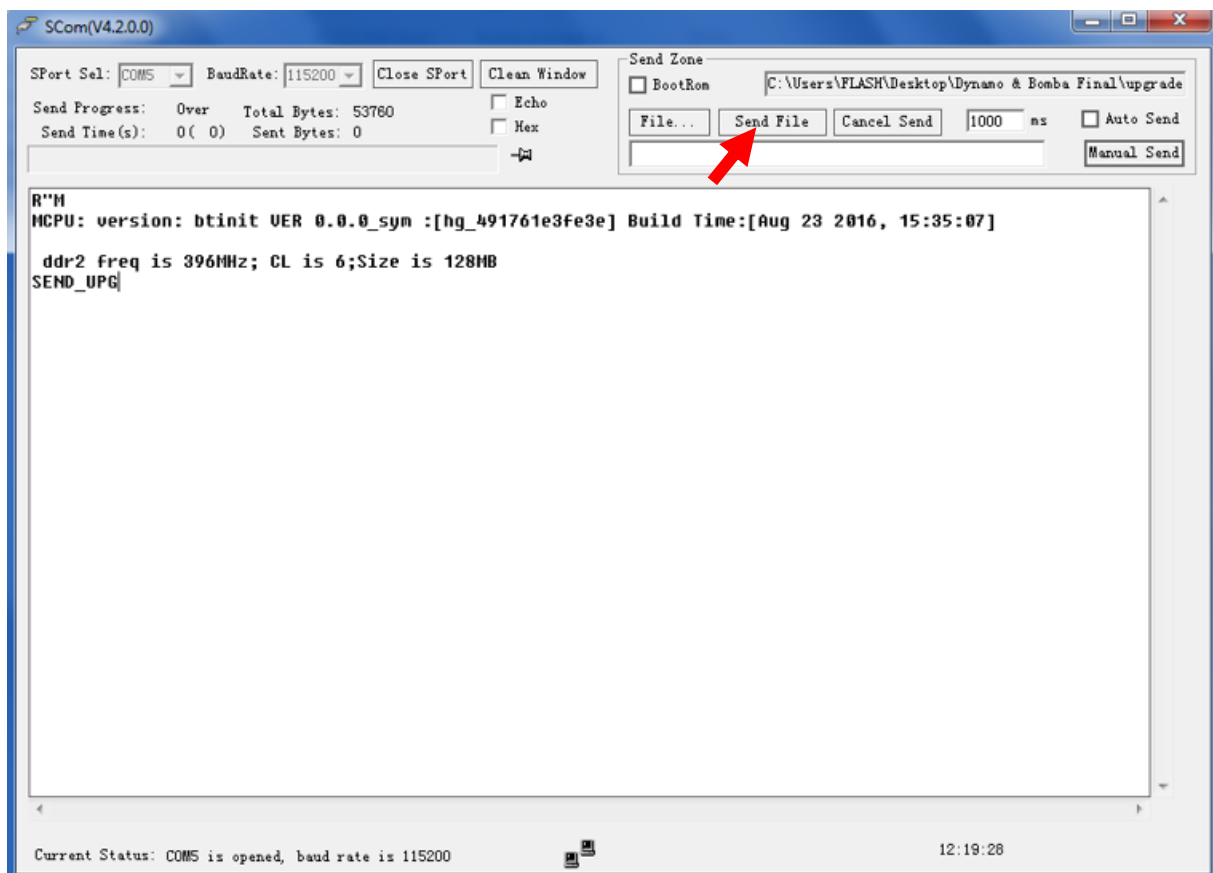 SCom(V4.2.0.0)
SPort Sel: COM5 BaudRate: 115200 Close SPort Clean Window
Send Progress: Over Total Bytes: 53760
Send Time(s): 0( 0) Sent Bytes: 0
Echo
Hex
Send Zone
BootRom C:\Users\FLASH\Desktop\Dynamo & Bomba Final\upgrade
File... Send File Cancel Send 1000 ms Auto Send
Manual Send
R"M
MCPU: version: btinit VER 0.0.0_sym :[hg_491761e3fe3e] Build Time:[Aug 23 2016, 15:35:07]
ddr2 freq is 396MHz; CL is 6;Size is 128MB
SEND_UPG
Current Status: COM5 is opened, baud rate is 115200
12:19:28